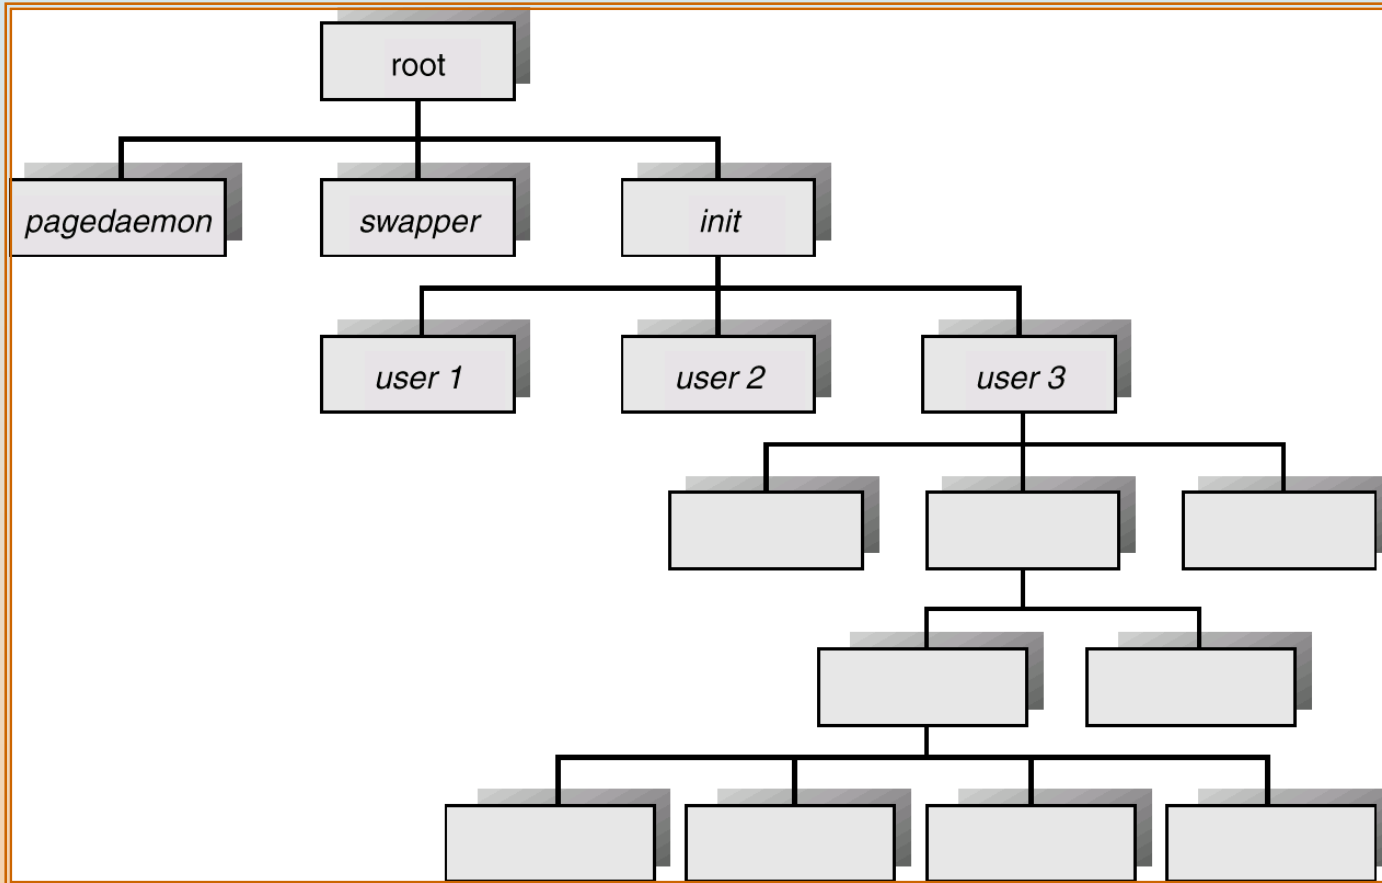 root
pagedaemon
swapper
init
user 1
user 2
user 3